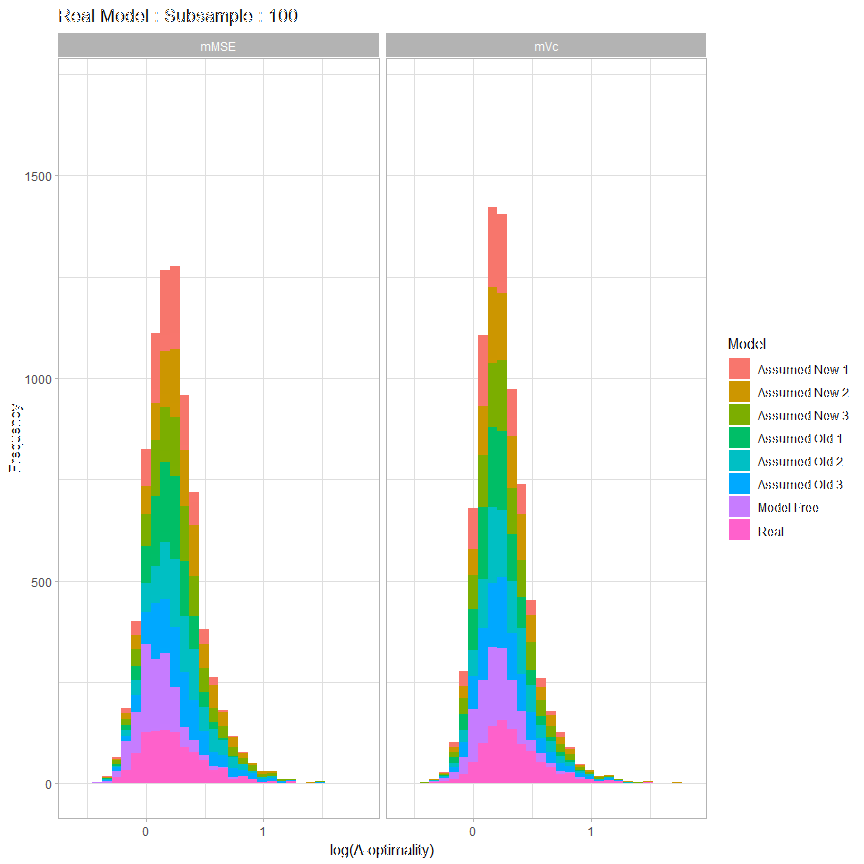 Real Model : Subsample : 100
mMSE
mVc
Frequency
1500
1000
500
0
0
1
0
1
log(A-optimality)
Model
Assumed New 1
Assumed New 2
Assumed New 3
Assumed Old 1
Assumed Old 2
Assumed Old 3
Model Free
Real